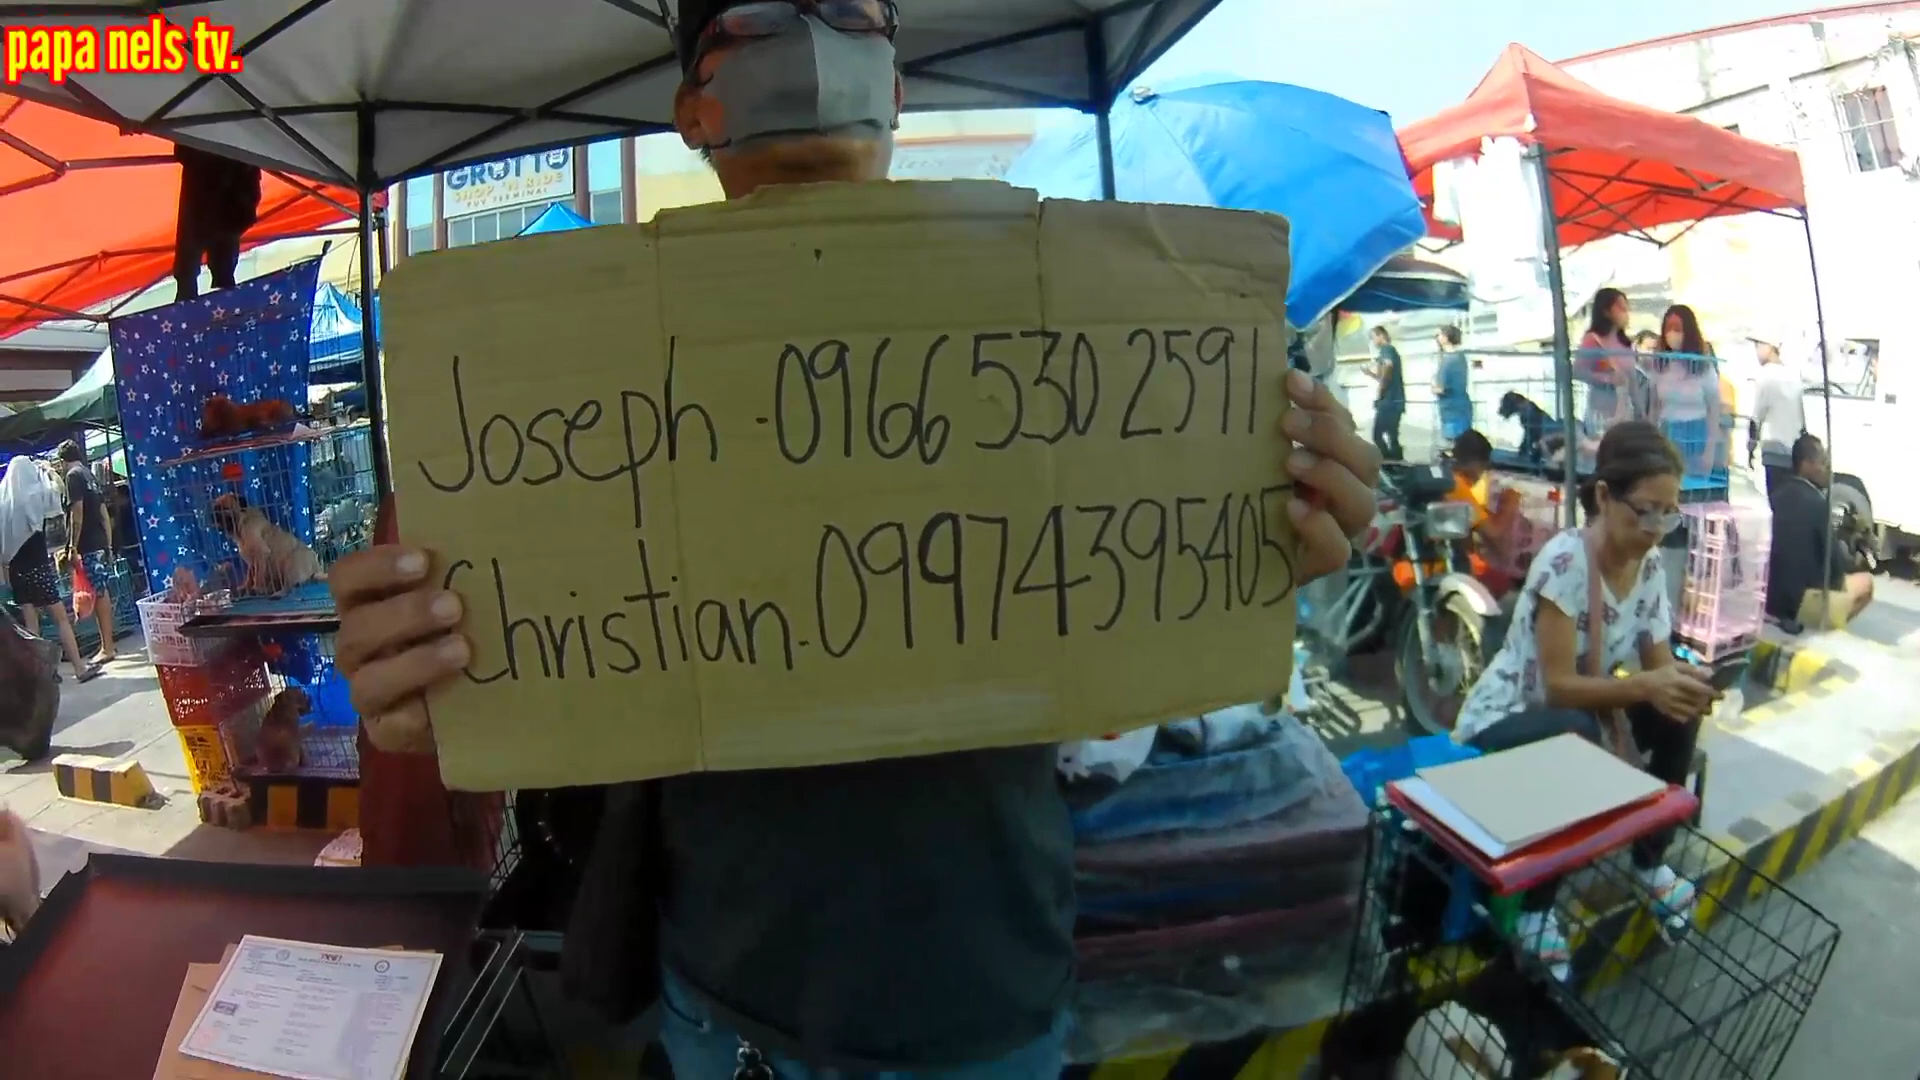 papa nels tv.
GROTTO
SHOP 'N RIDE
PUV TERMINAL
Joseph - 0966 530 2591
Christian - 09974395405